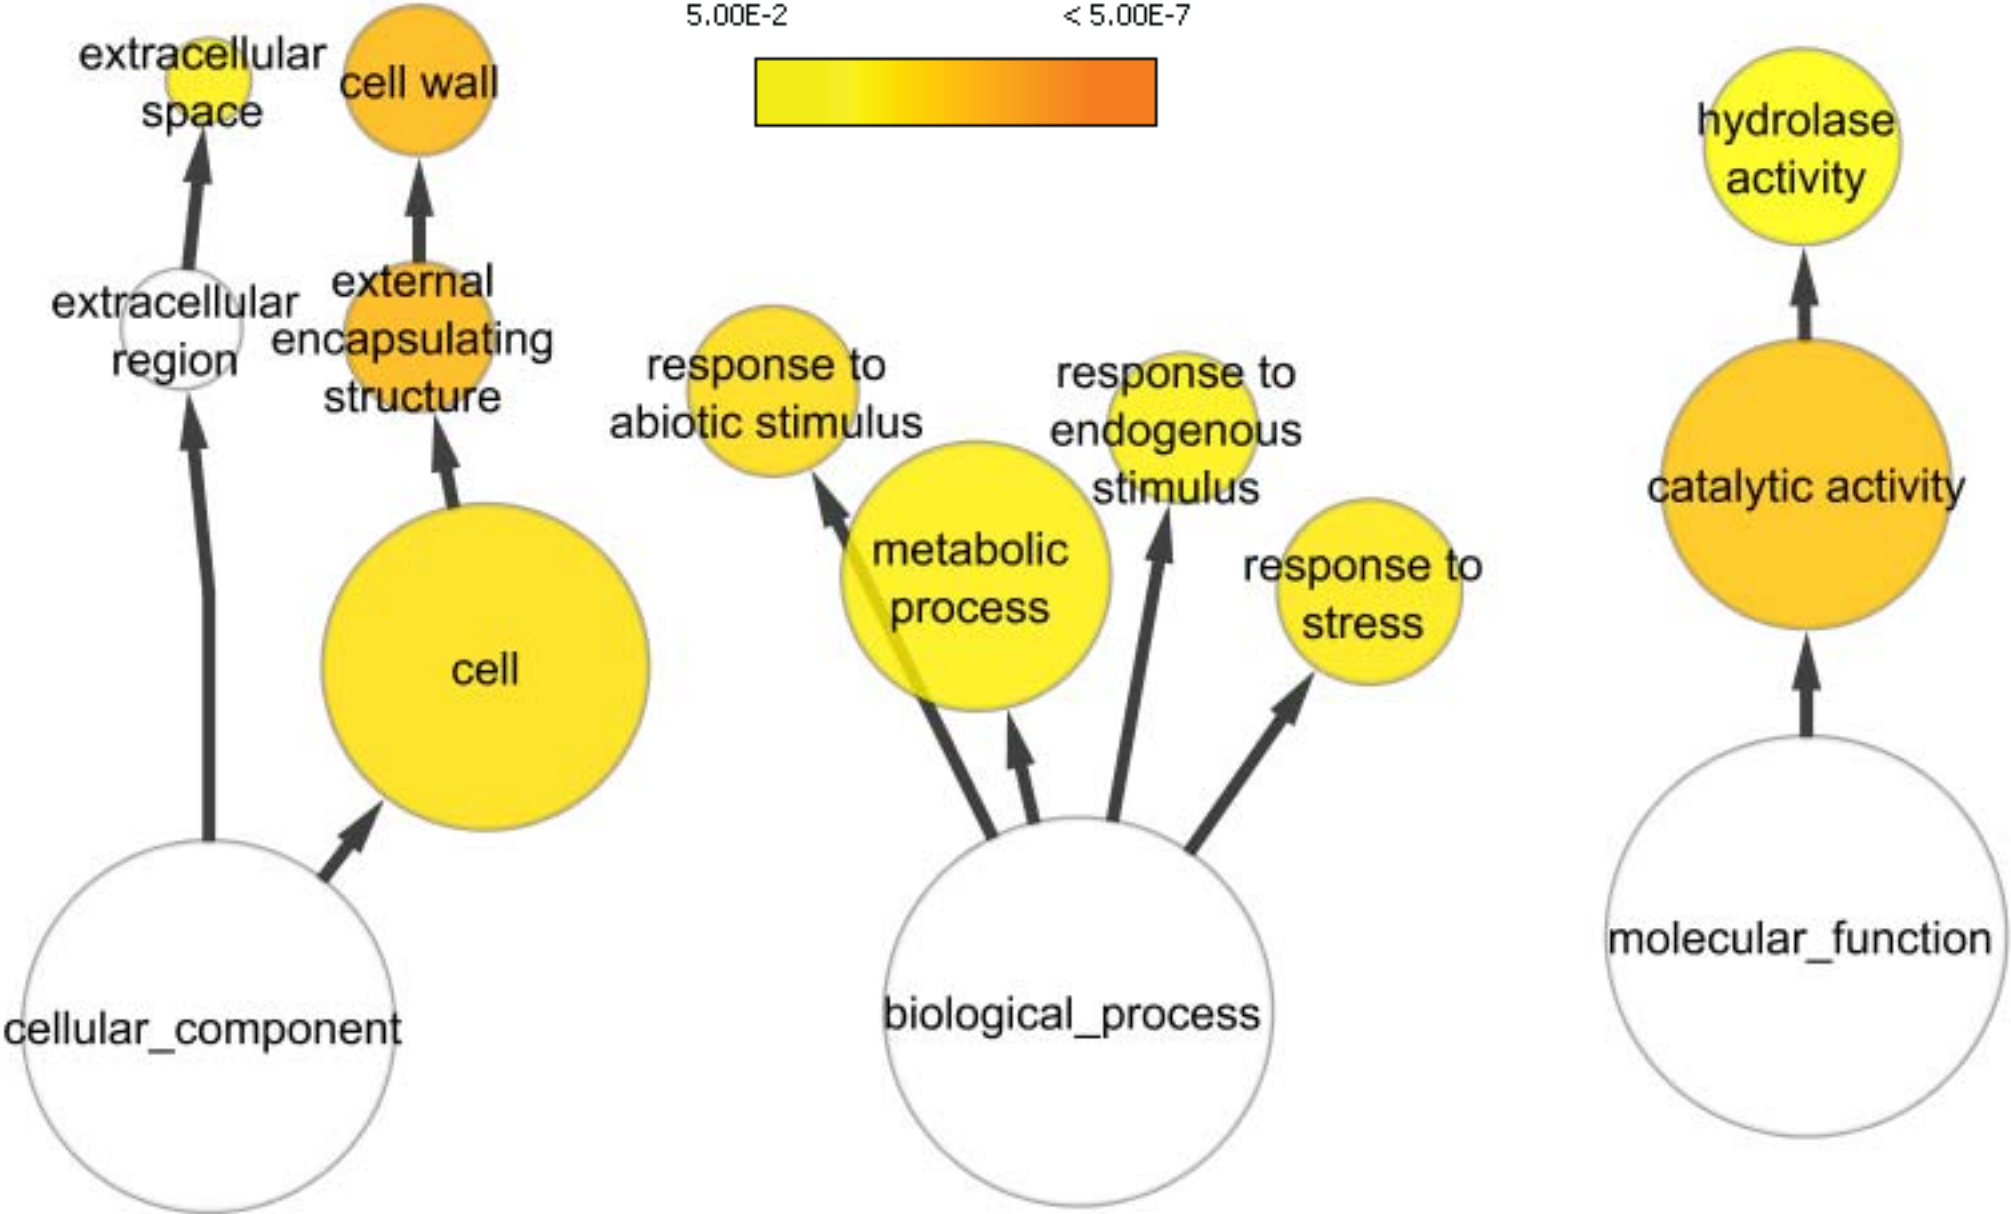 5.00E-2
< 5.00E-7
extracellular
space
cell wall
hydrolase
activity
extracellular
region
external
encapsulating
structure
response to
abiotic stimulus
response to
endogenous
stimulus
metabolic
process
response to
stress
catalytic activity
cell
cellular_component
biological_process
molecular_function